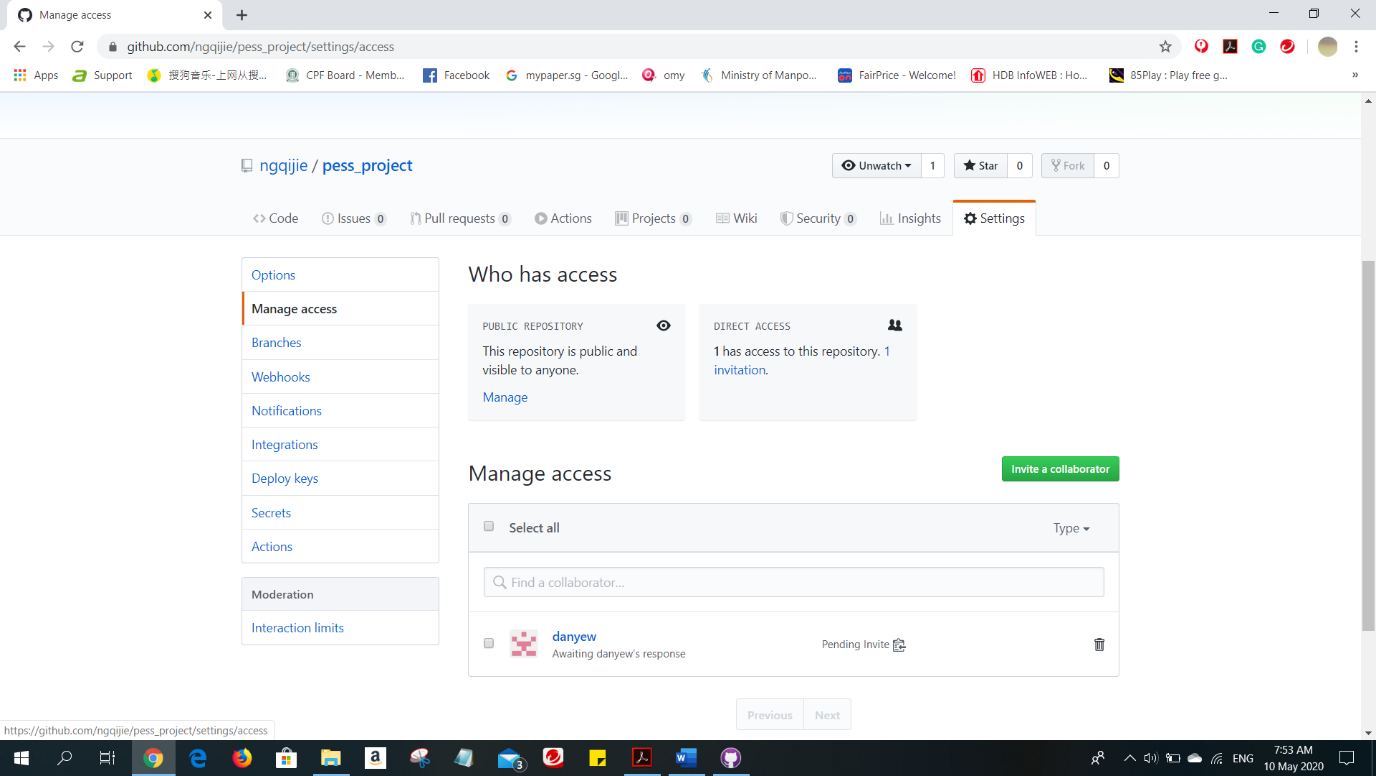 Manage access
github.com/ngqijie/pess_project/settings/access
Apps Support 搜狗音乐-上网从搜... CPF Board - Memb... Facebook mypaper.sg - Googl... omy Ministry of Manpo... FairPrice - Welcome! HDB InfoWEB : Ho... 85Play : Play free g... »
ngqijie / pess_project
Unwatch 1 Star 0 Fork 0
Code Issues 0 Pull requests 0 Actions Projects 0 Wiki Security 0 Insights Settings
Options
Manage access
Branches
Webhooks
Notifications
Integrations
Deploy keys
Secrets
Actions
Moderation
Interaction limits
Who has access
PUBLIC REPOSITORY
This repository is public and
visible to anyone.
Manage
DIRECT ACCESS
1 has access to this repository. 1
invitation.
Manage access
Invite a collaborator
Select all Type
Find a collaborator...
danyew
Awaiting danyew's response
Pending Invite
Previous Next
https://github.com/ngqijie/pess_project/settings/access
3
ENG
7:53 AM
10 May 2020